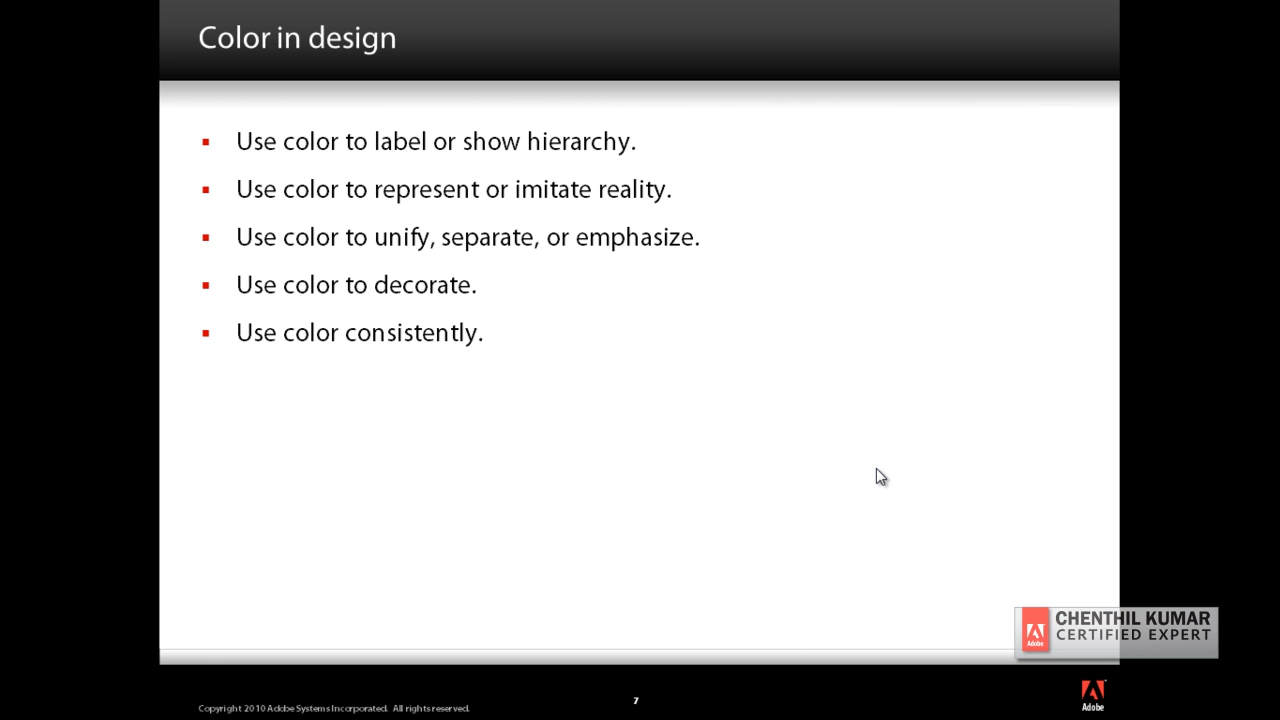 Color in design
Use color to label or show hierarchy.
Use color to represent or imitate reality.
Use color to unify, separate, or emphasize.
Use color to decorate.
Use color consistently.
CHENTHIL KUMAR
CERTIFIED EXPERT
Adobe
Copyright 2010 Adobe Systems Incorporated. All rights reserved.
7
Adobe